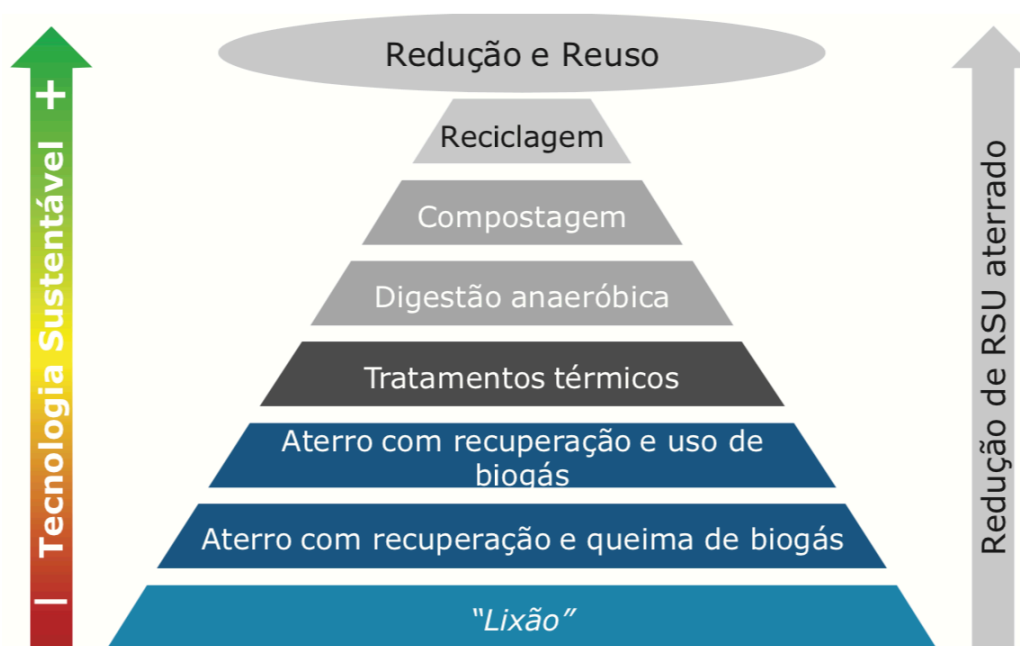 Redução e Reuso
Reciclagem
Compostagem
Digestão anaeróbica
Tratamentos térmicos
Aterro com recuperação e uso de
biogás
Aterro com recuperação e queima de biogás
“Lixão”
– Tecnologia Sustentável +
Redução de RSU aterrado